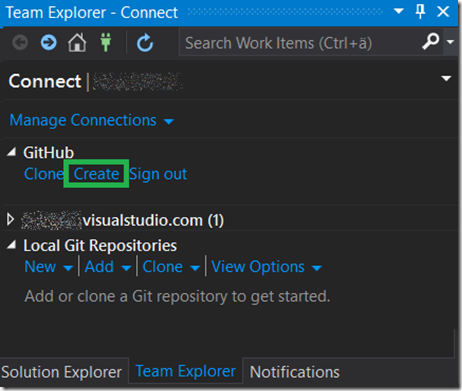 Team Explorer - Connect
Search Work Items (Ctrl+ä)
Connect |
Manage Connections
GitHub
Clone Create Sign out
visualstudio.com (1)
Local Git Repositories
New Add Clone View Options
Add or clone a Git repository to get started.
Solution Explorer Team Explorer Notifications